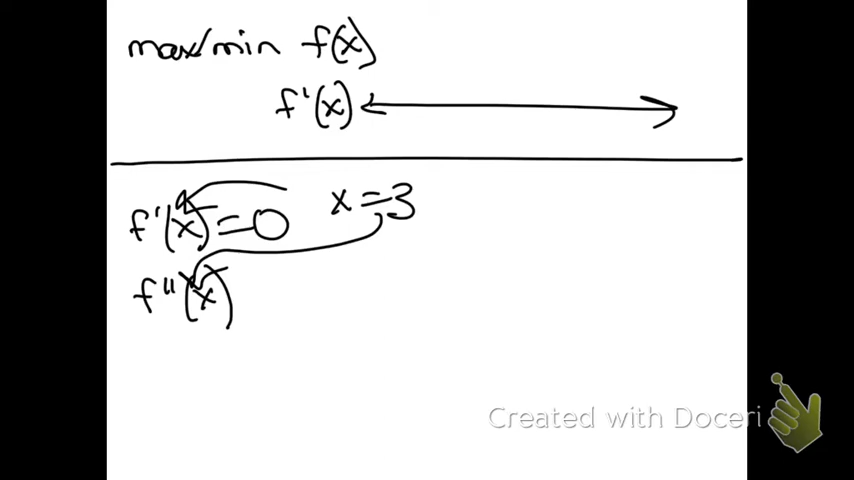 max/min f(x)
f'(x)
f'(x)=0 x=3
f"(x)
Created with Doceri